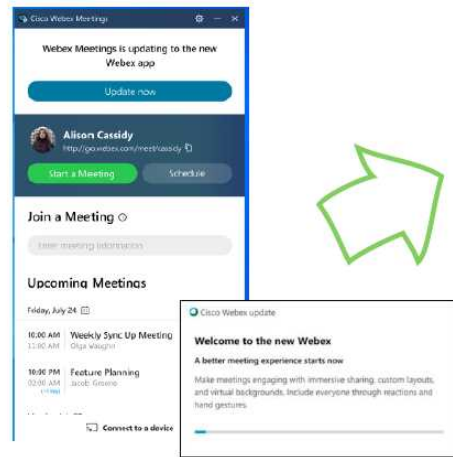 Cisco Webex Meetings
Webex Meetings is updating to the new
Webex app
Update now
Alison Cassidy
http://go.webex.com/meet/cassidy
Start a Meeting
Schedule
Join a Meeting
Enter meeting information
Upcoming Meetings
Friday, July 24
10:00 AM Weekly Sync Up Meeting
11:00 AM Olga Vaughn
10:00 PM Feature Planning
02:00 AM Jacob Greene
Connect to a device
Cisco Webex update
Welcome to the new Webex
A better meeting experience starts now
Make meetings engaging with immersive sharing, custom layouts,
and virtual backgrounds. Include everyone through reactions and
hand gestures.